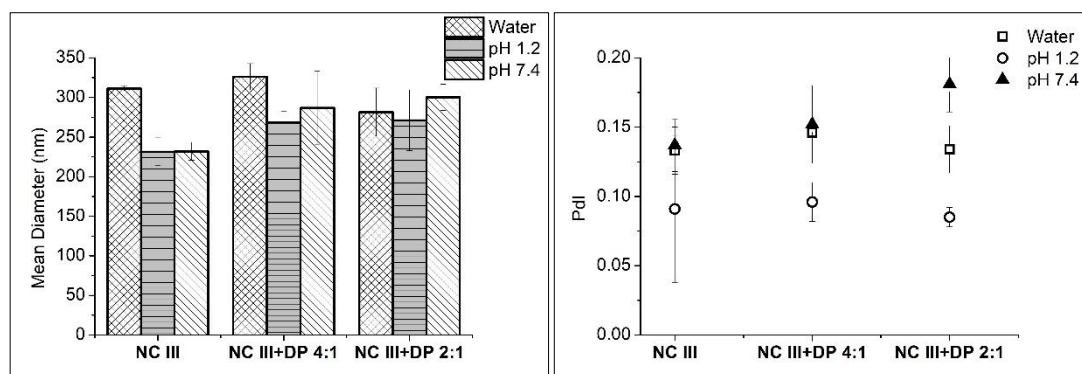 Water
pH 1.2
pH 7.4
350
300
250
200
150
100
50
0
Mean Diameter (nm)
NC III NC III+DP 4:1 NC III+DP 2:1
Water
pH 1.2
pH 7.4
0.20
0.15
0.10
0.05
0.00
PdI
NC III NC III+DP 4:1 NC III+DP 2:1